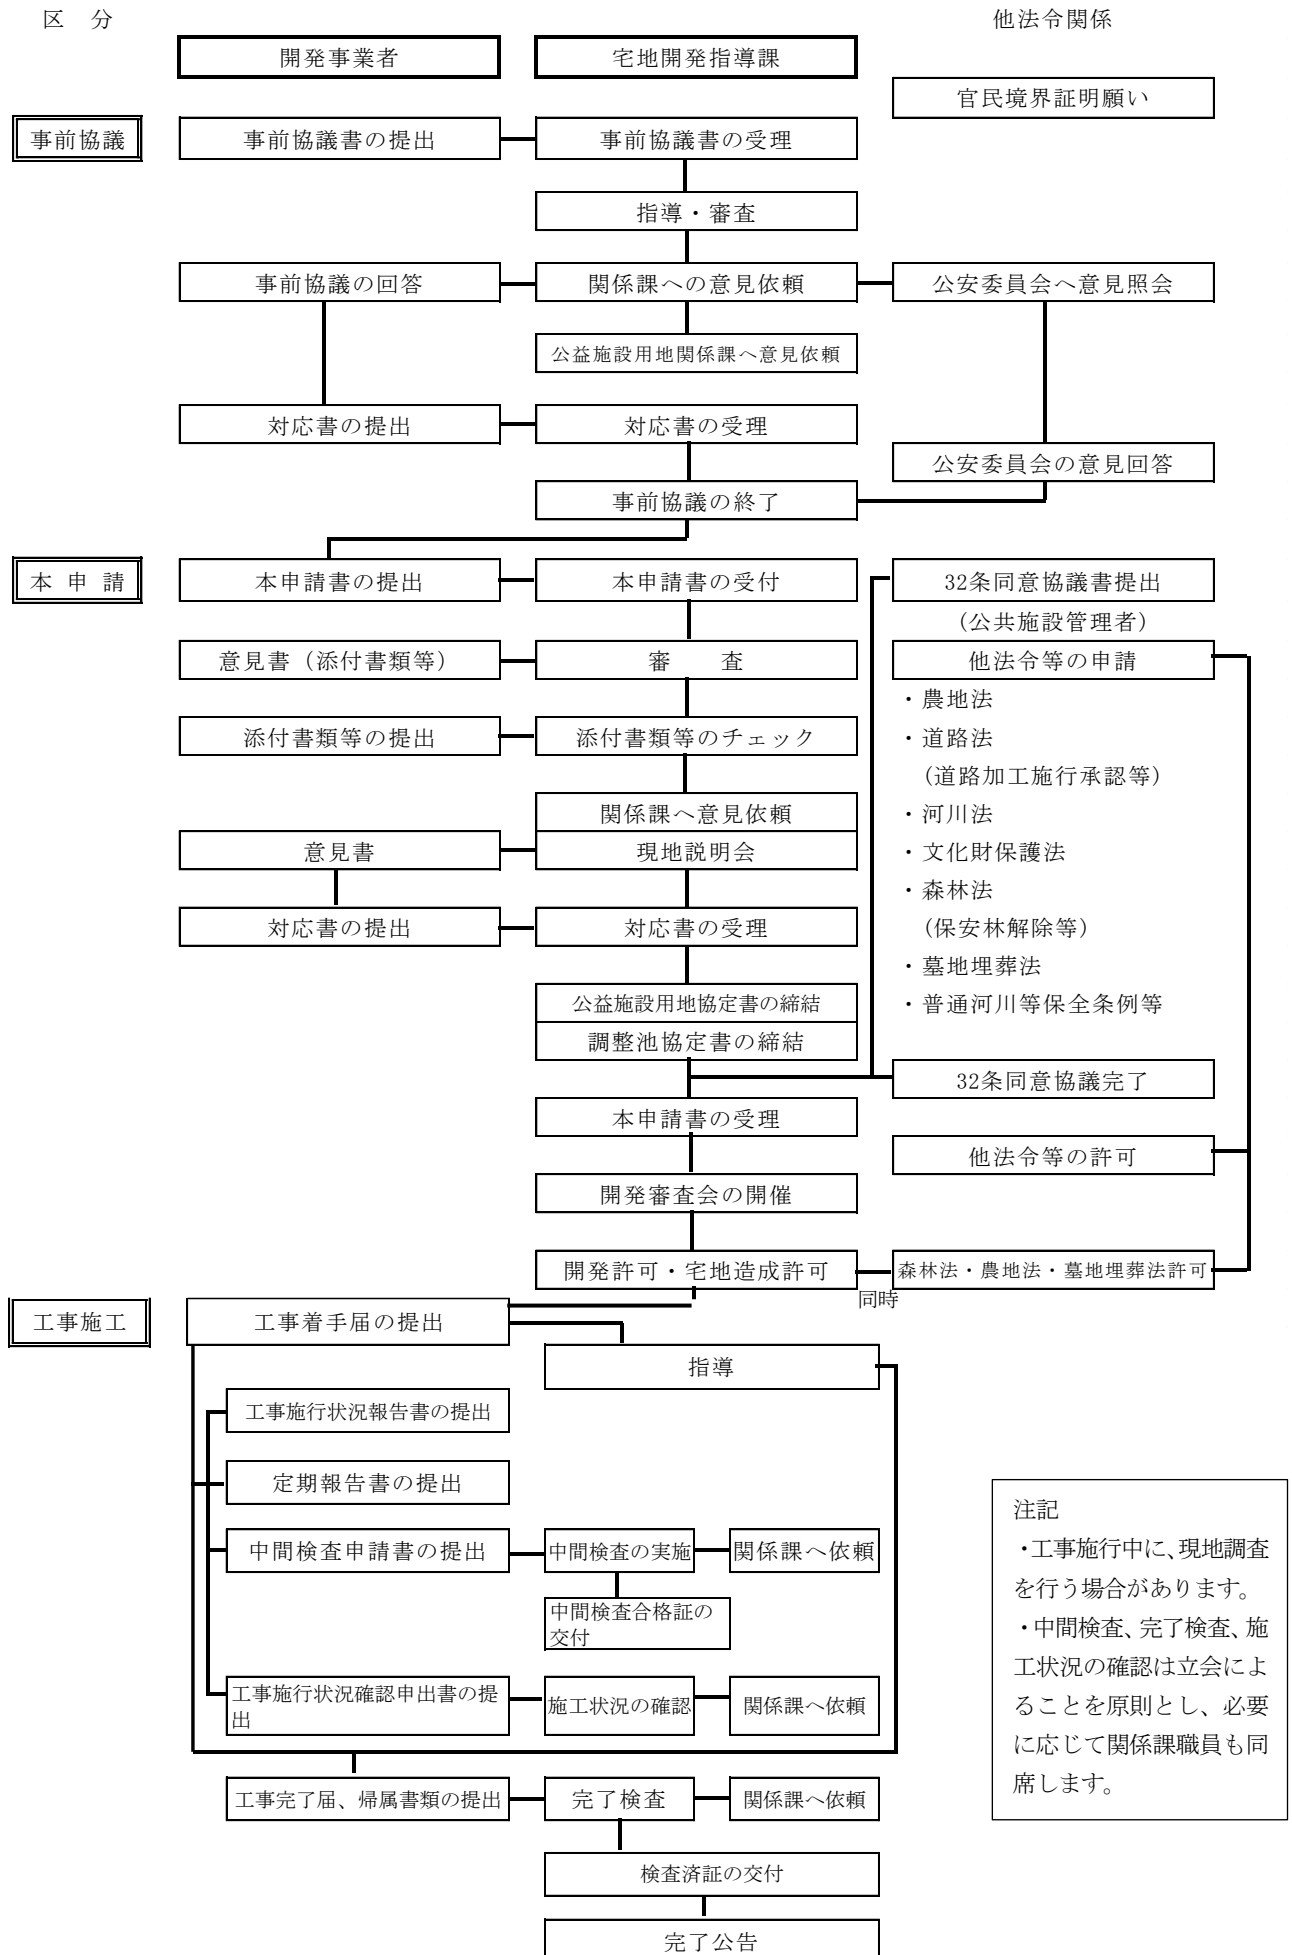 区　分
他法令関係
開発事業者
宅地開発指導課
官民境界証明願い
事前協議
事前協議書の提出
事前協議書の受理
指導・審査
事前協議の回答
関係課への意見依頼
公安委員会へ意見照会
公益施設用地関係課へ意見依頼
対応書の提出
対応書の受理
公安委員会の意見回答
事前協議の終了
本 申 請
本申請書の提出
本申請書の受付
32条同意協議書提出
(公共施設管理者)
意見書（添付書類等）
審　　査
他法令等の申請
・農地法
添付書類等の提出
添付書類等のチェック
・道路法
(道路加工施行承認等)
関係課へ意見依頼
・河川法
意見書
現地説明会
・文化財保護法
・森林法
対応書の提出
対応書の受理
(保安林解除等)
・墓地埋葬法
公益施設用地協定書の締結
・普通河川等保全条例等
調整池協定書の締結
32条同意協議完了
本申請書の受理
他法令等の許可
開発審査会の開催
開発許可・宅地造成許可
森林法・農地法・墓地埋葬法許可
同時
工事施工
工事着手届の提出
指導
工事施行状況報告書の提出
定期報告書の提出
中間検査申請書の提出
中間検査の実施
関係課へ依頼
中間検査合格証の
交付
工事施行状況確認申出書の提
出
施工状況の確認
関係課へ依頼
工事完了届、帰属書類の提出
完了検査
関係課へ依頼
検査済証の交付
完了公告
注記
・工事施行中に、現地調査
を行う場合があります。
・中間検査、完了検査、施
工状況の確認は立会によ
ることを原則とし、必要
に応じて関係課職員も同
席します。